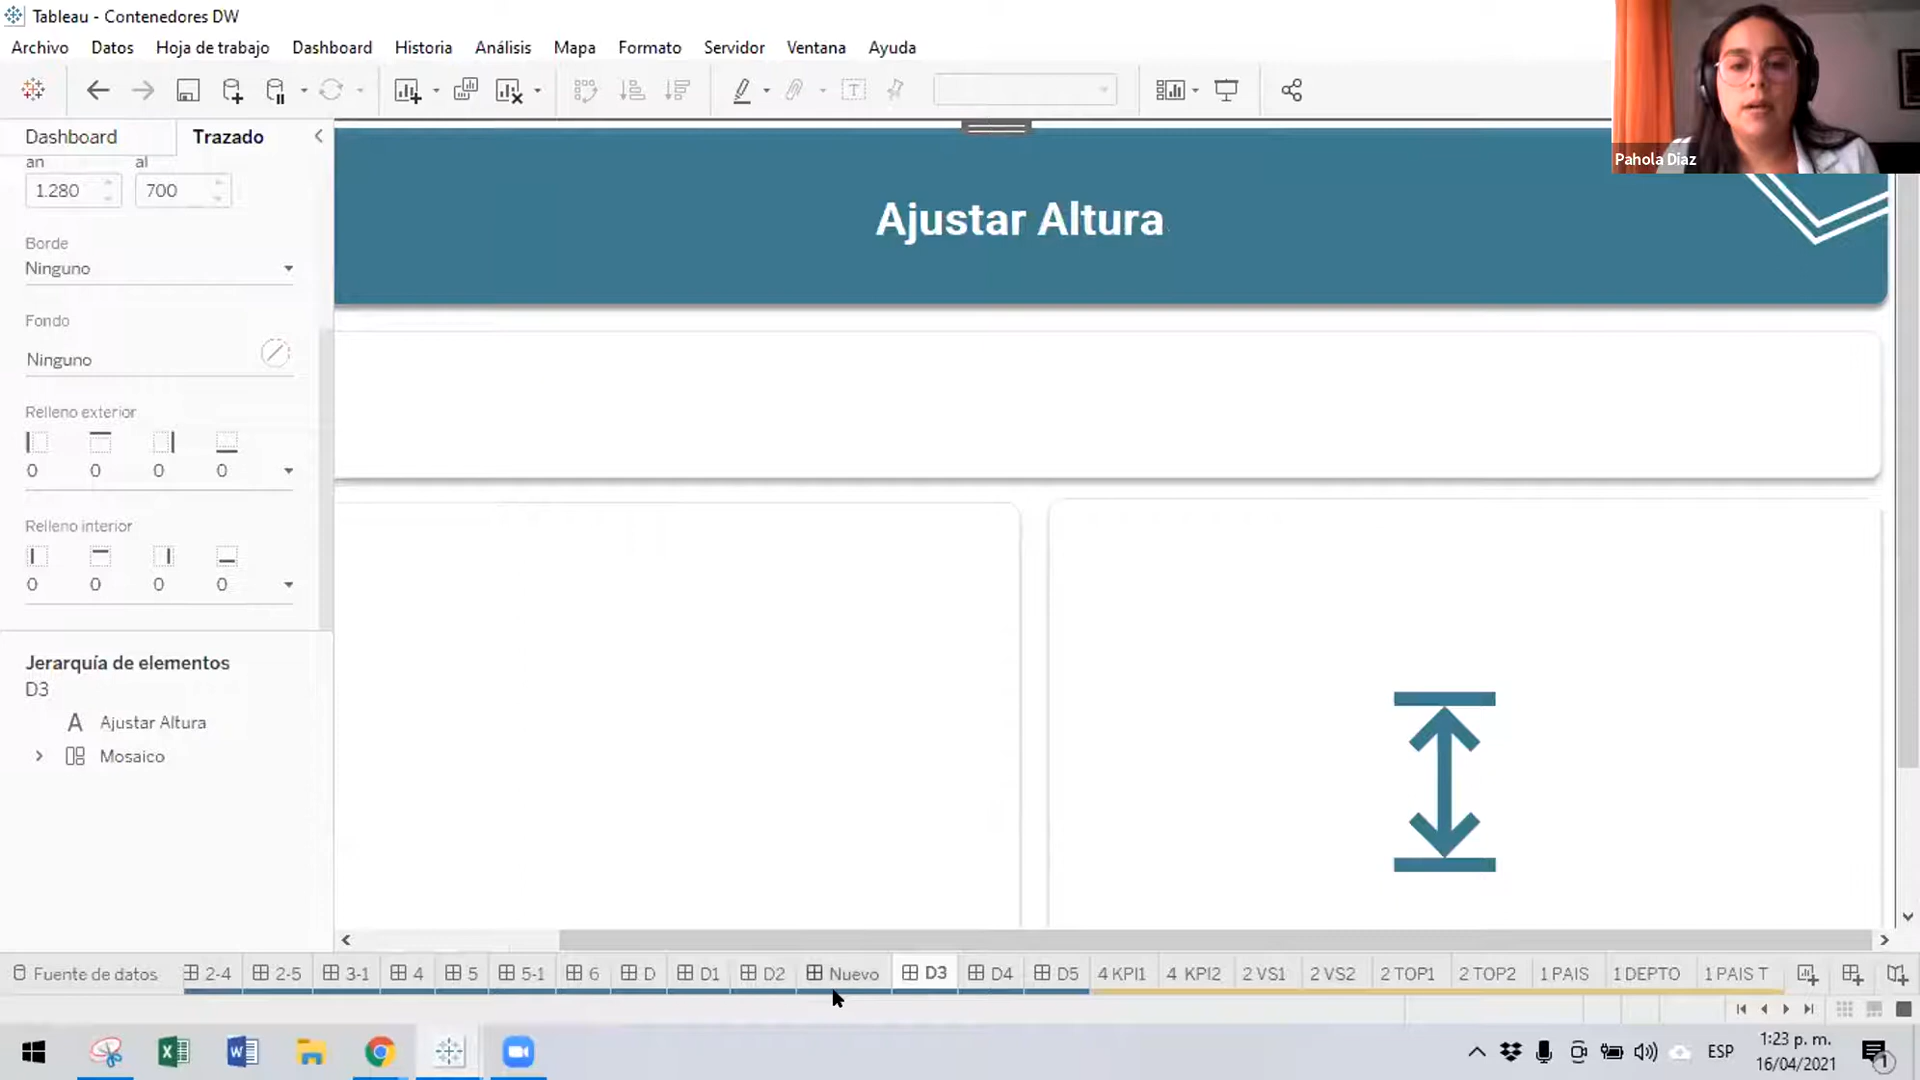 Tableau - Contenedores DW
Archivo Datos Hoja de trabajo Dashboard Historia Análisis Mapa Formato Servidor Ventana Ayuda
Dashboard Trazado
an al
1.280 700
Borde
Ninguno
Fondo
Ninguno
Relleno exterior
0 0 0 0
Relleno interior
0 0 0 0
Jerarquía de elementos
D3
A Ajustar Altura
Mosaico
Ajustar Altura
Pahola Diaz
Fuente de datos 2-4 2-5 3-1 4 5 5-1 6 D D1 D2 Nuevo D3 D4 D5 4 KPI1 4 KPI2 2 VS1 2 VS2 2 TOP1 2 TOP2 1 PAIS 1 DEPTO 1 PAIS T
ESP
1:23 p. m.
16/04/2021
1